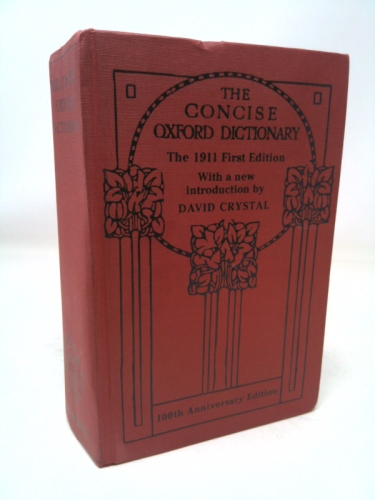 THE
CONCISE
OXFORD DICTIONARY
The 1911 First Edition
With a new
introduction by
DAVID CRYSTAL
100th Anniversary Edition